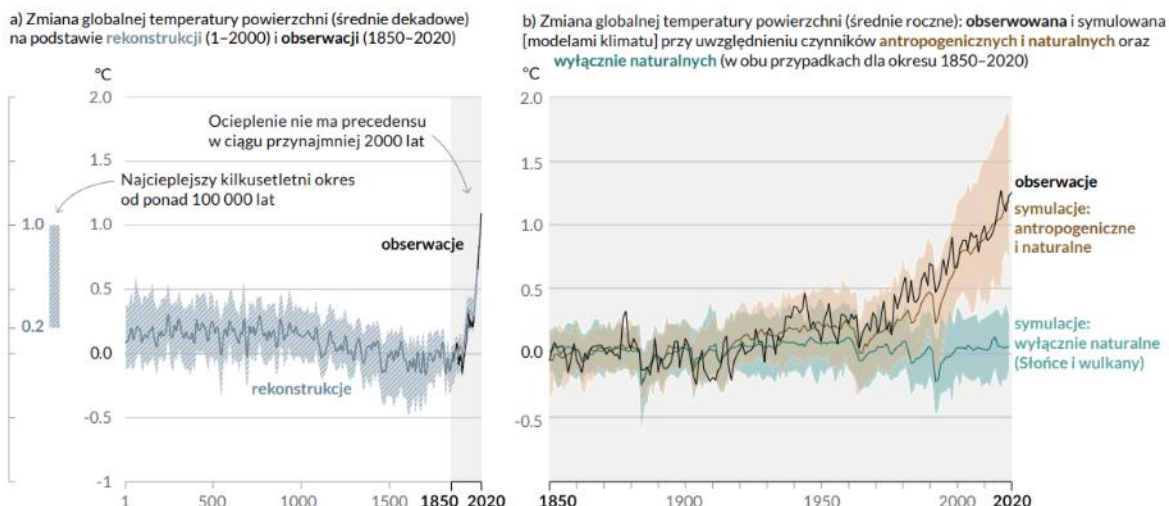 a) Zmiana globalnej temperatury powierzchni (średnie dekadowe)
na podstawie rekonstrukcji (1–2000) i obserwacji (1850–2020)
°C
2.0
1.5
1.0
0.5
0.0
-0.5
-1
1.0
0.2
Ocieplenie nie ma precedensu
w ciągu przynajmniej 2000 lat
Najcieplejszy kilkusetletni okres
od ponad 100 000 lat
obserwacje
rekonstrukcje
1 500 1000 1500 1850 2020
b) Zmiana globalnej temperatury powierzchni (średnie roczne): obserwowana i symulowana
[modelami klimatu] przy uwzględnieniu czynników antropogenicznych i naturalnych oraz
wyłącznie naturalnych (w obu przypadkach dla okresu 1850–2020)
°C
2.0
1.5
1.0
0.5
0.0
-0.5
obserwacje
symulacje:
antropogeniczne
i naturalne
symulacje:
wyłącznie naturalne
(Słońce i wulkany)
1850 1900 1950 2000 2020